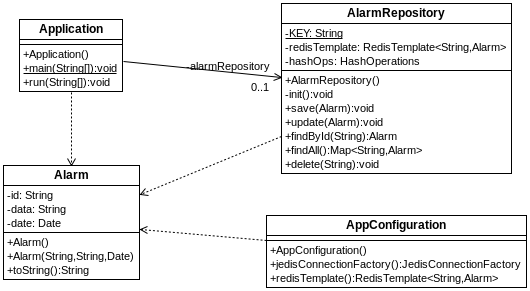 Application
+Application()
+main(String[]):void
+run(String[]):void
-alarmRepository
0..1
AlarmRepository
-KEY: String
-redisTemplate: RedisTemplate<String,Alarm>
-hashOps: HashOperations
+AlarmRepository()
-init():void
+save(Alarm):void
+update(Alarm):void
+findById(String):Alarm
+findAll():Map<String,Alarm>
+delete(String):void
Alarm
-id: String
-data: String
-date: Date
+Alarm()
+Alarm(String,String,Date)
+toString():String
AppConfiguration
+AppConfiguration()
+jedisConnectionFactory():JedisConnectionFactory
+redisTemplate():RedisTemplate<String,Alarm>